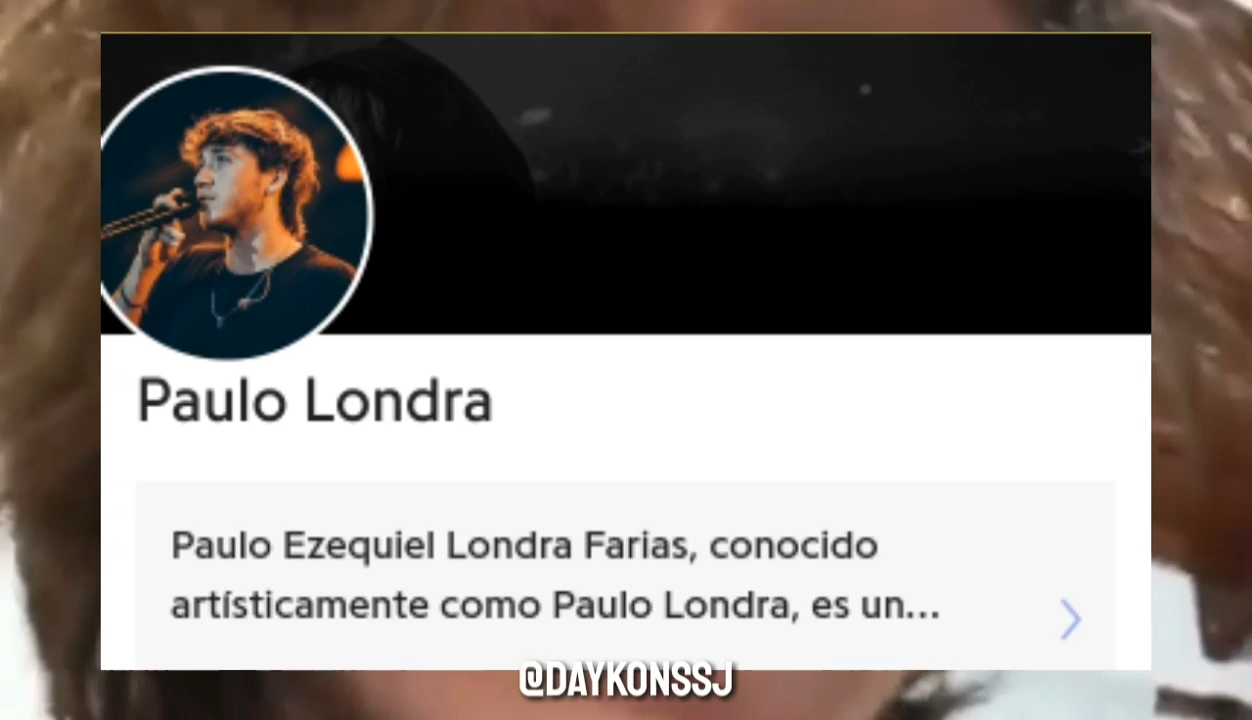 Paulo Londra
Paulo Ezequiel Londra Farias, conocido
artísticamente como Paulo Londra, es un...
@DAYKONSSJ